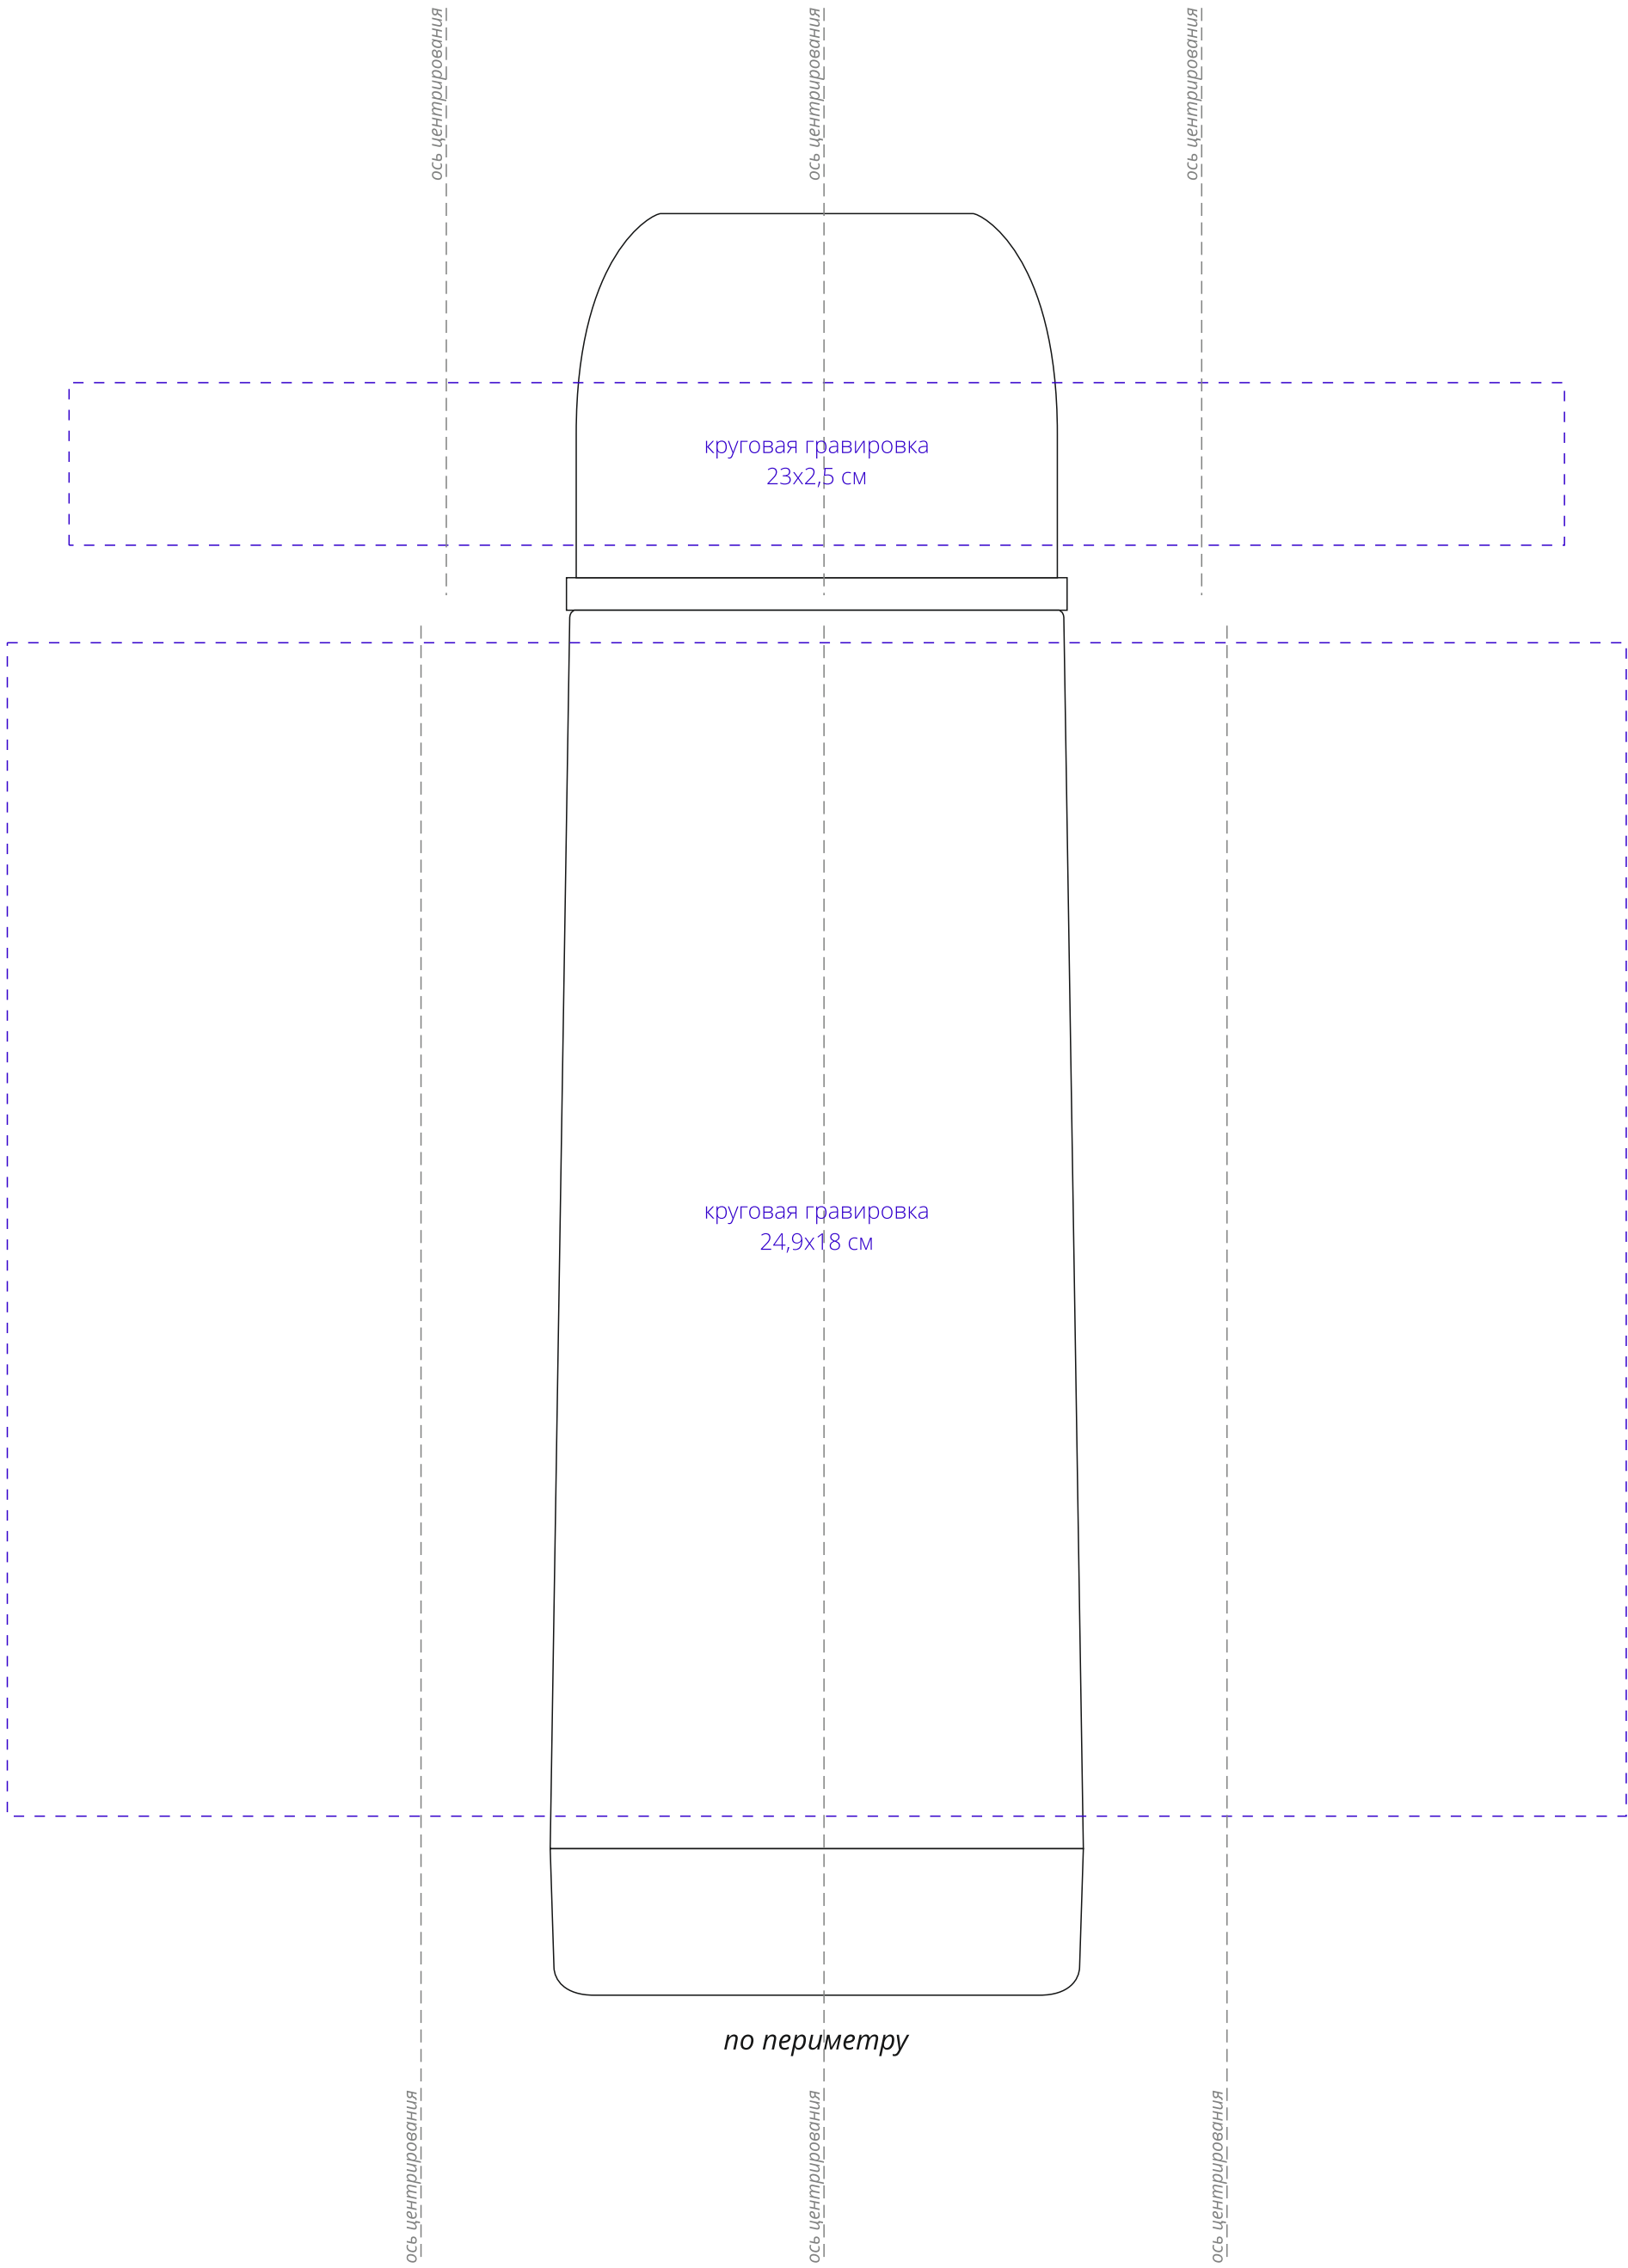 ось центрирования
ось центрирования
ось центрирования
круговая гравировка
23х2,5 см
круговая гравировка
24,9х18 см
по периметру
ось центрирования
ось центрирования
ось центрирования